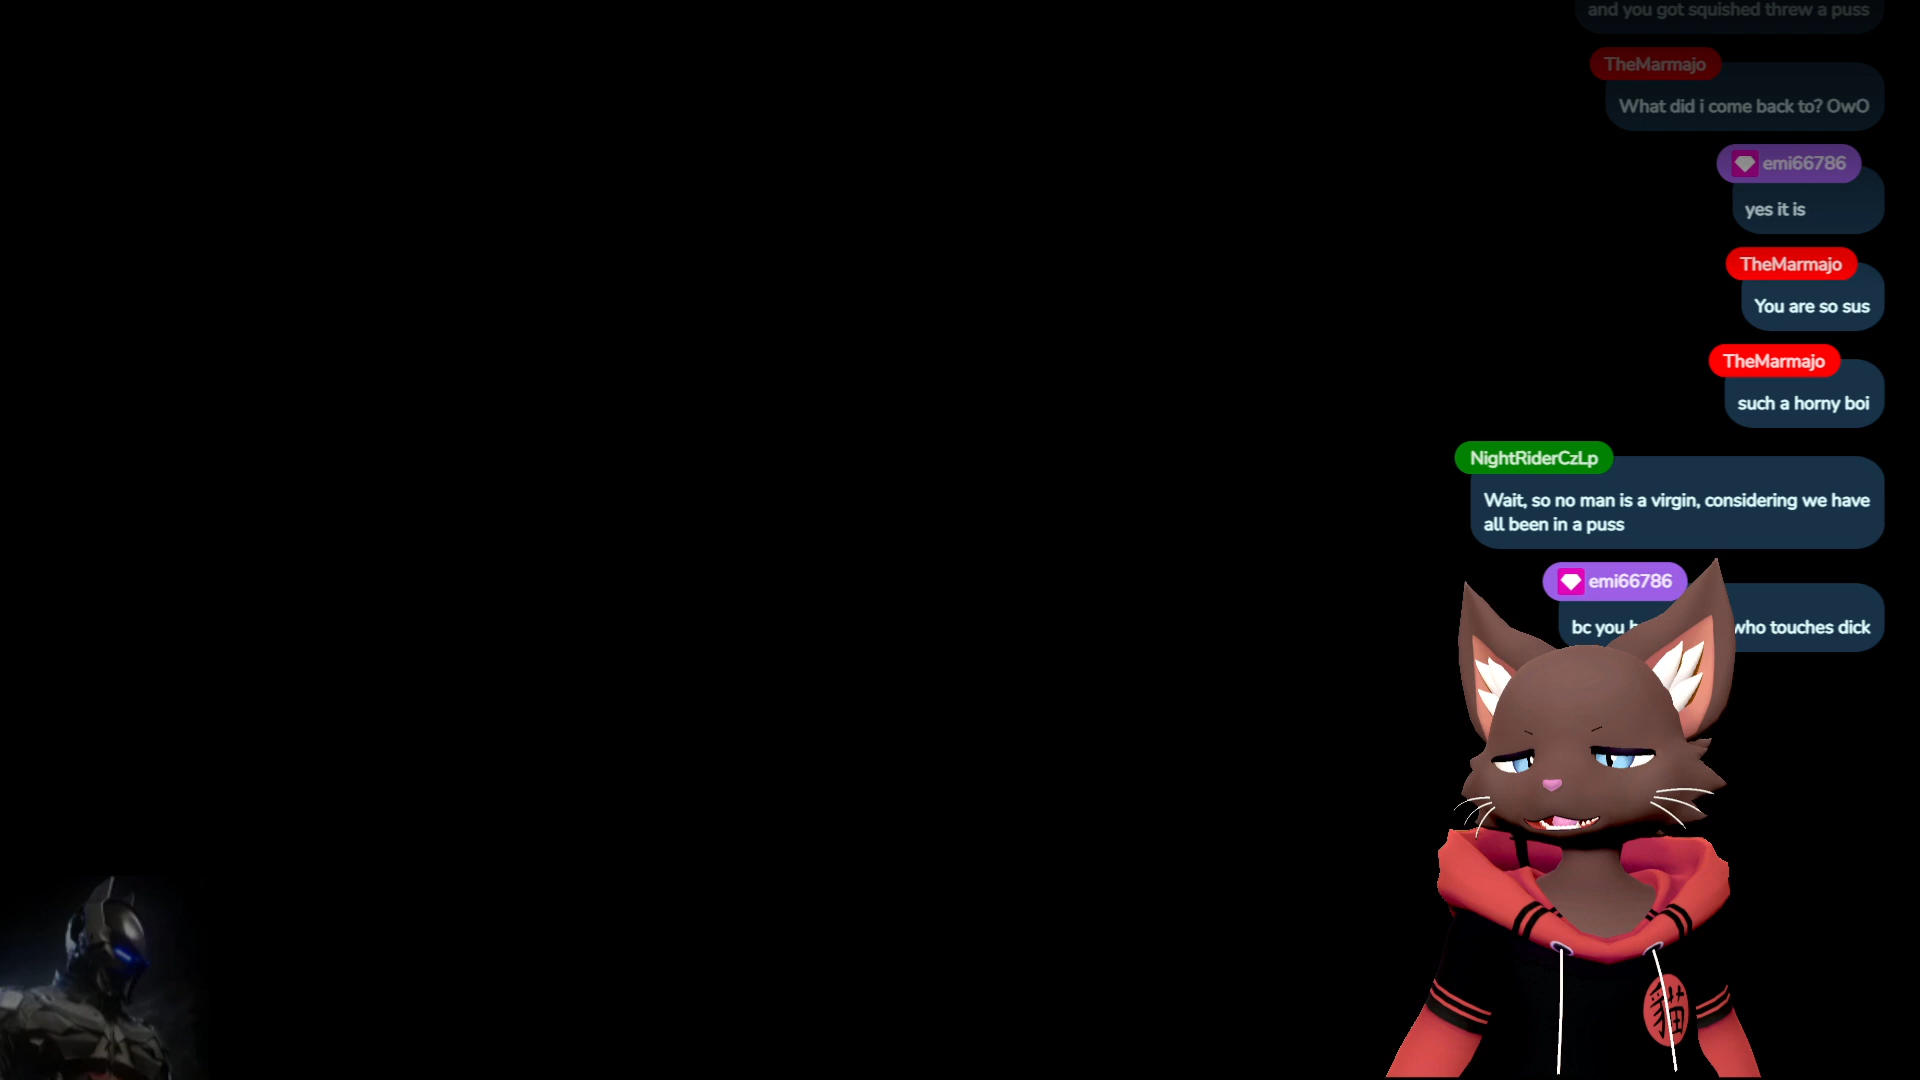 and you got squished threw a puss
TheMarmajo
What did i come back to? OwO
emi66786
yes it is
TheMarmajo
You are so sus
TheMarmajo
such a horny boi
NightRiderCzLp
Wait, so no man is a virgin, considering we have
all been in a puss
emi66786
bc you who touches dick
猫